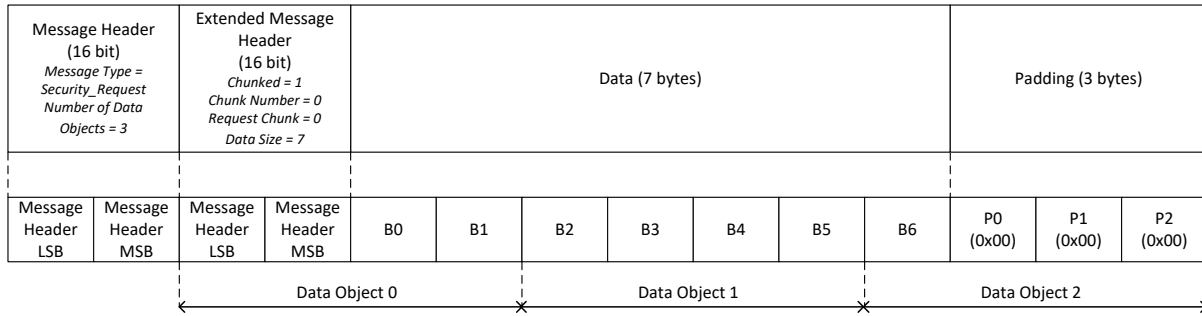 Message Header
(16 bit)
Message Type =
Security_Request
Number of Data
Objects = 3
Extended Message
Header
(16 bit)
Chunked = 1
Chunk Number = 0
Request Chunk = 0
Data Size = 7
Data (7 bytes)
Padding (3 bytes)
Message
Header
LSB
Message
Header
MSB
Message
Header
LSB
Message
Header
MSB
B0
B1
B2
B3
B4
B5
B6
P0
(0x00)
P1
(0x00)
P2
(0x00)
Data Object 0
Data Object 1
Data Object 2